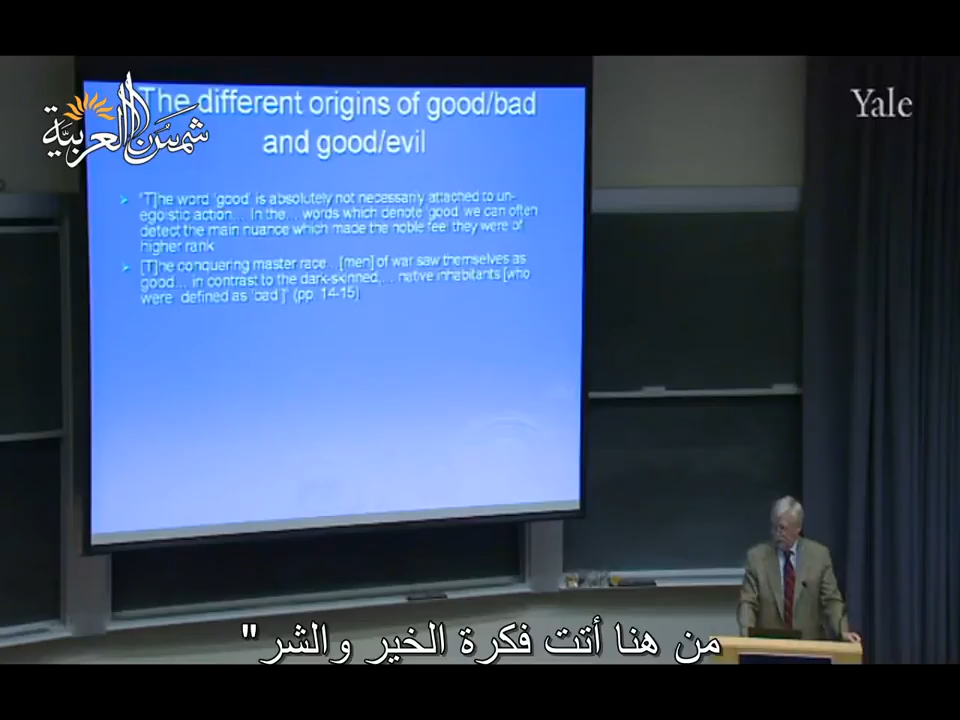 The different origins of good/bad
and good/evil
شمس العربية
Yale
"[T]he word 'good' is absolutely not necessarily attached to un-
egoistic action... In the... words which denote 'good' we can often
detect the main nuance which made the noble feel they were of
higher rank
[T]he conquering master race...[men] of war saw themselves as
good... in contrast to the dark-skinned,... native inhabitants [who
were defined as 'bad']" (pp. 14-15)
من هنا أتت فكرة الخير والشر"